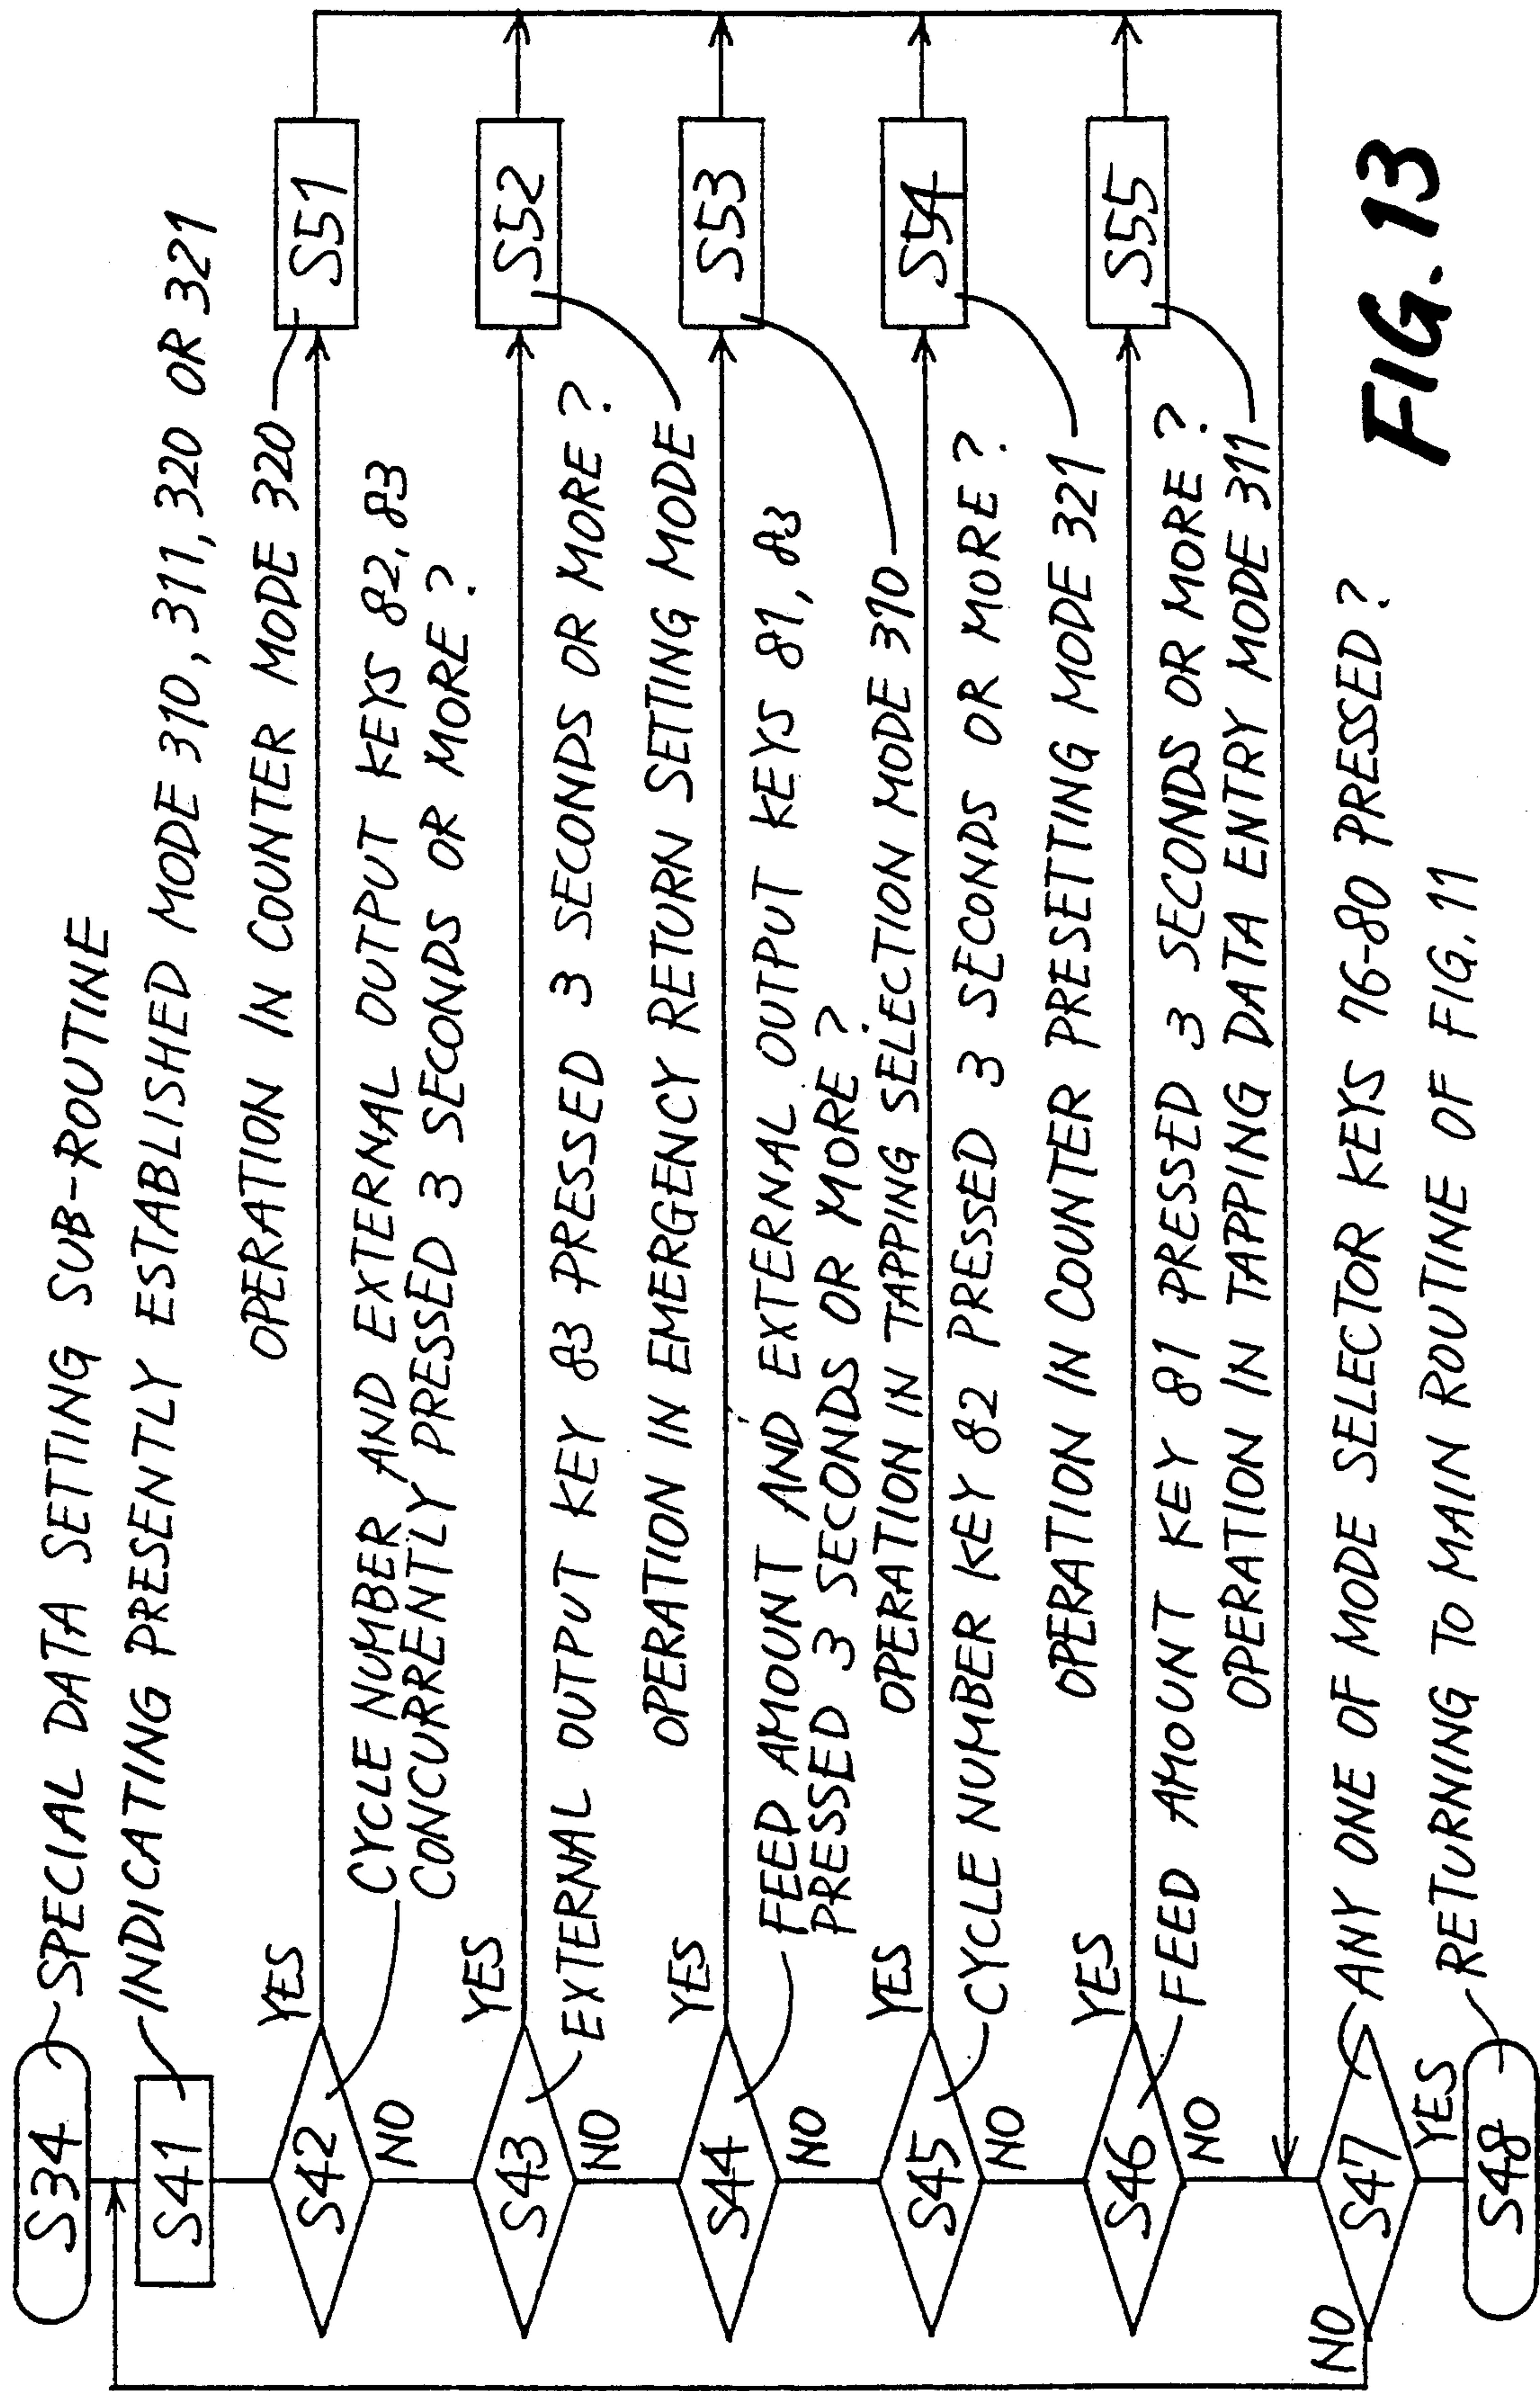 S34
SPECIAL DATA SETTING SUB-ROUTINE
S41
INDICATING PRESENTLY ESTABLISHED MODE 310, 311, 320 OR 321
OPERATION IN COUNTER MODE 320
S42
YES
S51
NO
CYCLE NUMBER AND EXTERNAL OUTPUT KEYS 82, 83
CONCURRENTLY PRESSED 3 SECONDS OR MORE?
S43
YES
S52
NO
EXTERNAL OUTPUT KEY 83 PRESSED 3 SECONDS OR MORE?
OPERATION IN EMERGENCY RETURN SETTING MODE
S44
YES
S53
NO
FEED AMOUNT AND EXTERNAL OUTPUT KEYS 81, 83
PRESSED 3 SECONDS OR MORE?
OPERATION IN TAPPING SELECTION MODE 310
S45
YES
S54
NO
CYCLE NUMBER KEY 82 PRESSED 3 SECONDS OR MORE?
OPERATION IN COUNTER PRESETTING MODE 321
S46
YES
S55
NO
FEED AMOUNT KEY 81 PRESSED 3 SECONDS OR MORE?
OPERATION IN TAPPING DATA ENTRY MODE 311
NO
S47
ANY ONE OF MODE SELECTOR KEYS 76-80 PRESSED?
YES
S48
RETURNING TO MAIN ROUTINE OF FIG. 11
FIG. 13